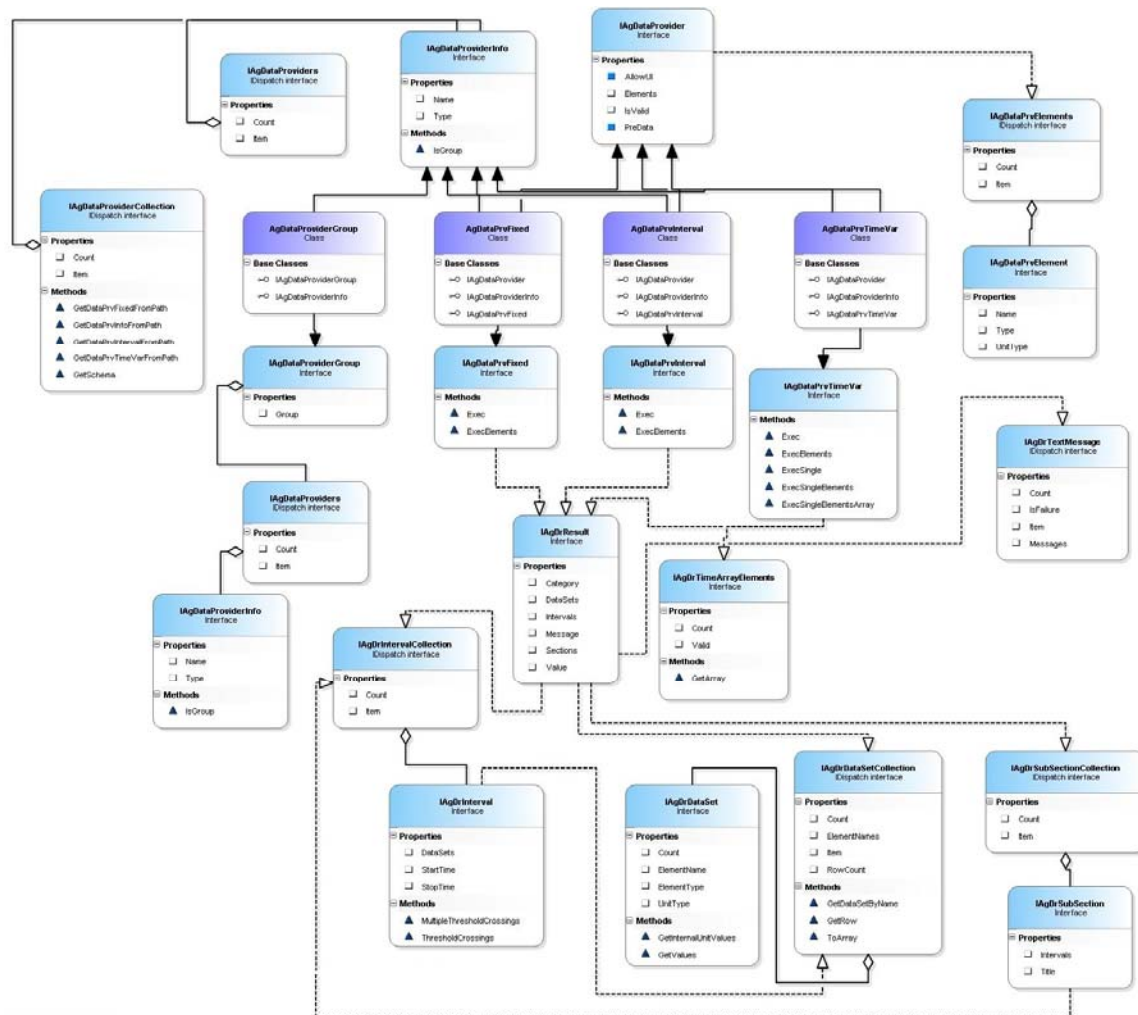 IAgDataProviderInfo
Interface
Properties
Name
Type
Methods
IsGroup
IAgDataProvider
Interface
Properties
AllowUI
Elements
IsValid
PreData
IAgDataProviders
IDispatch interface
Properties
Count
Item
IAgDataPrvElements
IDispatch interface
Properties
Count
Item
IAgDataProviderCollection
IDispatch interface
Properties
Count
Item
Methods
GetDataPrvFixedFromPath
GetDataPrvInfoFromPath
GetDataPrvIntervalFromPath
GetDataPrvTimeVarFromPath
GetSchema
AgDataProviderGroup
Class
Base Classes
IAgDataProviderGroup
IAgDataProviderInfo
AgDataPrvFixed
Class
Base Classes
IAgDataProvider
IAgDataProviderInfo
IAgDataPrvFixed
AgDataPrvInterval
Class
Base Classes
IAgDataProvider
IAgDataProviderInfo
IAgDataPrvInterval
AgDataPrvTimeVar
Class
Base Classes
IAgDataProvider
IAgDataProviderInfo
IAgDataPrvTimeVar
IAgDataPrvElement
Interface
Properties
Name
Type
UnitType
IAgDataProviderGroup
Interface
Properties
Group
IAgDataPrvFixed
Interface
Methods
Exec
ExecElements
IAgDataPrvInterval
Interface
Methods
Exec
ExecElements
IAgDataPrvTimeVar
Interface
Methods
Exec
ExecElements
ExecSingle
ExecSingleElements
ExecSingleElementsArray
IAgDrTextMessage
IDispatch interface
Properties
Count
IsFailure
Item
Messages
IAgDataProviders
IDispatch interface
Properties
Count
Item
IAgDrResult
Interface
Properties
Category
DataSets
Intervals
Message
Sections
Value
IAgDrTimeArrayElements
Interface
Properties
Count
Valid
Methods
GetArray
IAgDataProviderInfo
Interface
Properties
Name
Type
Methods
IsGroup
IAgDrIntervalCollection
IDispatch interface
Properties
Count
Item
IAgDrInterval
Interface
Properties
DataSets
StartTime
StopTime
Methods
MultipleThresholdCrossings
ThresholdCrossings
IAgDrDataSet
Interface
Properties
Count
ElementName
ElementType
UnitType
Methods
GetInternalUnitValues
GetValues
IAgDrDataSetCollection
IDispatch interface
Properties
Count
ElementNames
Item
RowCount
Methods
GetDataSetByName
GetRow
ToArray
IAgDrSubSectionCollection
IDispatch interface
Properties
Count
Item
IAgDrSubSection
Interface
Properties
Intervals
Title